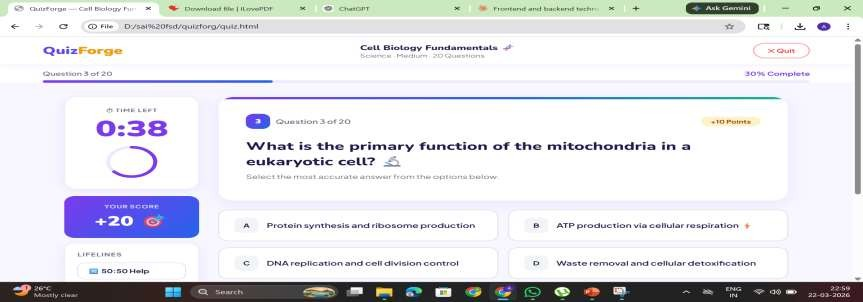 QuizForge — Cell Biology Fu
Download file | iLovePDF
ChatGPT
Frontend and backend techn
Ask Gemini
File D:/sai%20fsd/quizforg/quiz.html
QuizForge
Cell Biology Fundamentals
Science · Medium · 20 Questions
× Quit
Question 3 of 20
30% Complete
TIME LEFT
0:38
YOUR SCORE
+20
LIFELINES
50:50 Help
3 Question 3 of 20
+10 Points
What is the primary function of the mitochondria in a
eukaryotic cell?
Select the most accurate answer from the options below.
A Protein synthesis and ribosome production
B ATP production via cellular respiration
C DNA replication and cell division control
D Waste removal and cellular detoxification
26°C
Mostly clear
Search
ENG
IN
22:59
22-03-2026